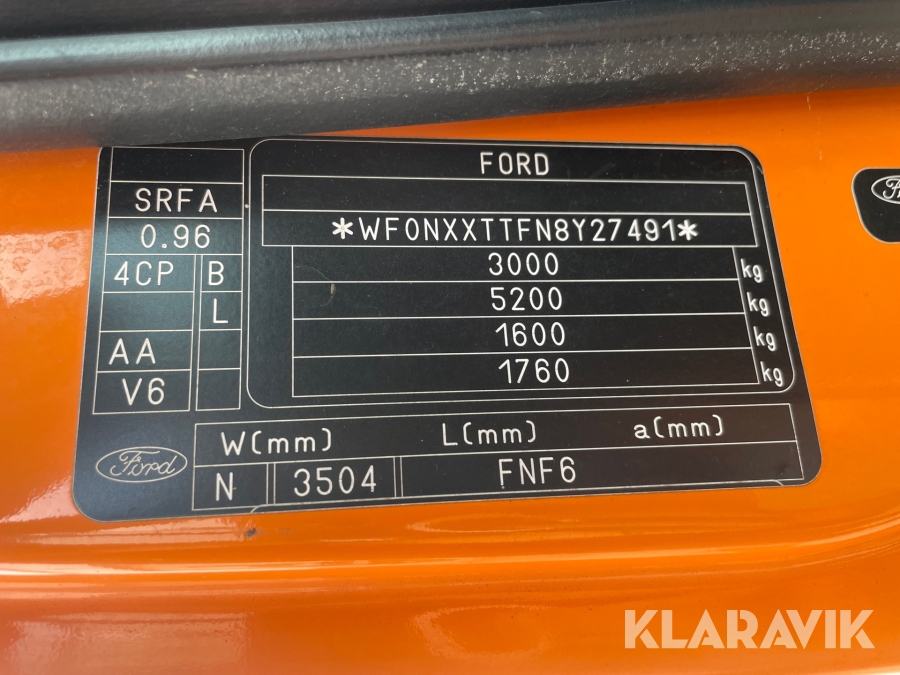 FORD
SRFA
*WF0NXXTTFN8Y27491*
0.96
3000 kg
4CP B
5200 kg
L
1600 kg
AA
1760 kg
V6
W(mm) L(mm) a(mm)
Ford
N 3504 FNF6
KLARAVIK